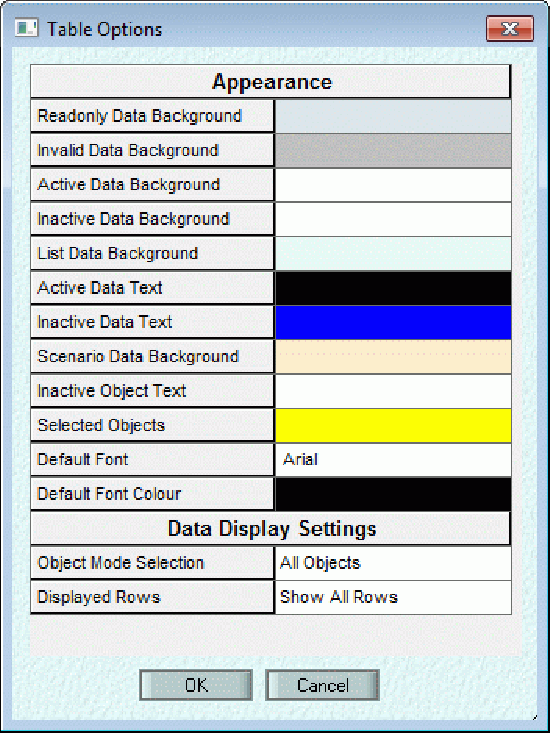 Table Options
Appearance
Readonly Data Background
Invalid Data Background
Active Data Background
Inactive Data Background
List Data Background
Active Data Text
Inactive Data Text
Scenario Data Background
Inactive Object Text
Selected Objects
Default Font Arial
Default Font Colour
Data Display Settings
Object Mode Selection All Objects
Displayed Rows Show All Rows
OK Cancel